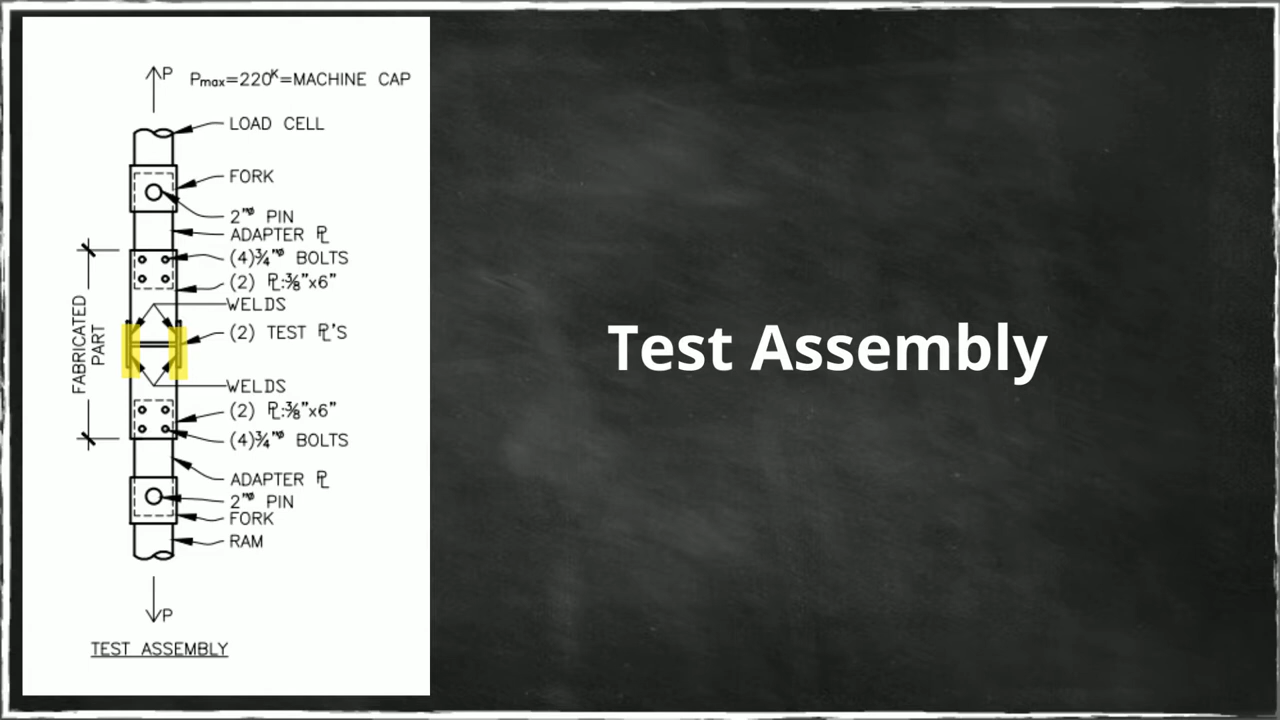 P Pmax=220ᴷ=MACHINE CAP
LOAD CELL
FORK
2"ø PIN
ADAPTER ℄
(4)¾"ø BOLTS
(2) PL:⅜"x6"
WELDS
(2) TEST PL'S
FABRICATED
PART
WELDS
(2) PL:⅜"x6"
(4)¾"ø BOLTS
ADAPTER PL
2"ø PIN
FORK
RAM
P
TEST ASSEMBLY
Test Assembly